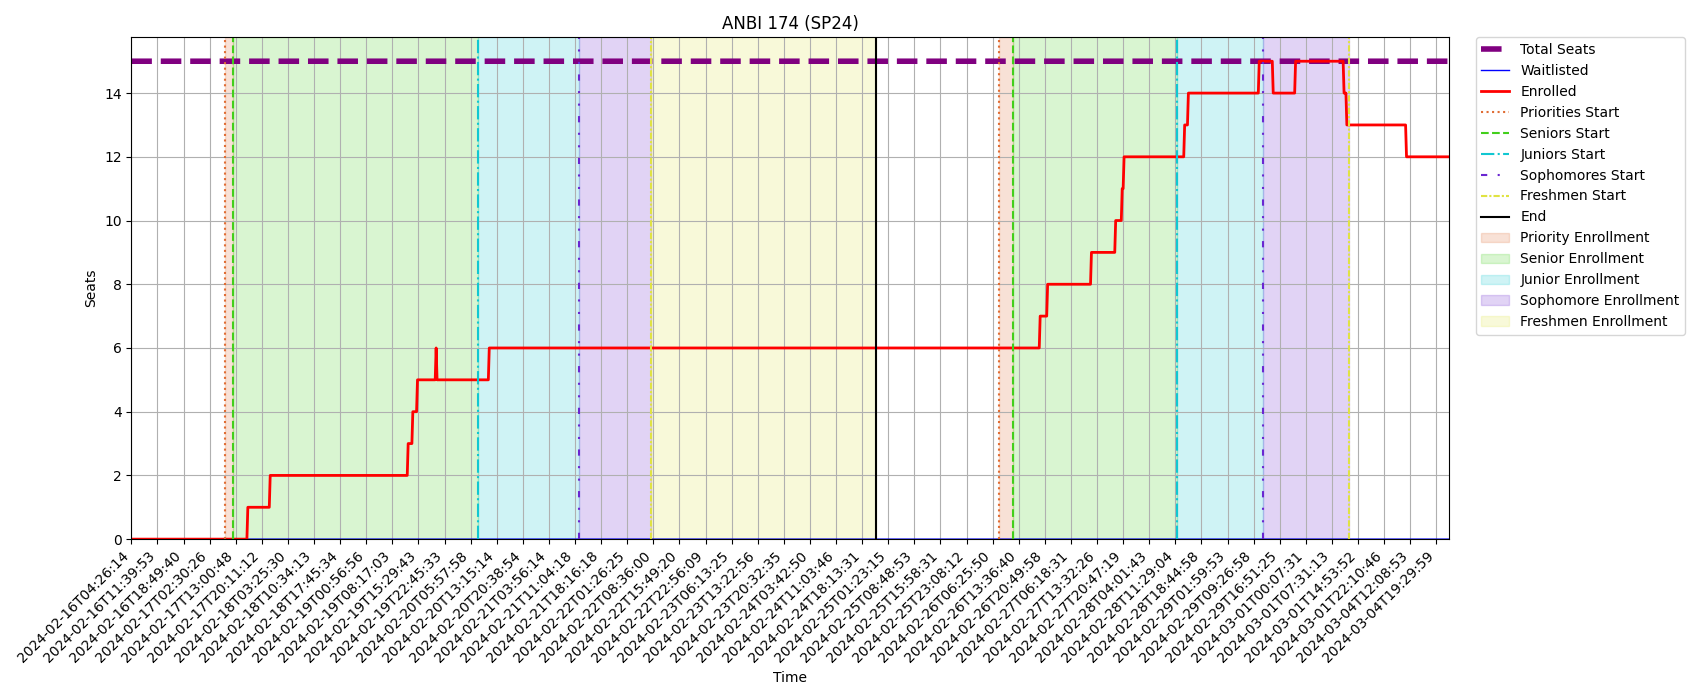 ANBI 174 (SP24)
Seats
14
12
10
8
6
4
2
0
2024-02-16T04:26:14
2024-02-16T11:39:53
2024-02-16T18:49:40
2024-02-17T02:30:26
2024-02-17T13:00:48
2024-02-17T20:11:12
2024-02-18T03:25:30
2024-02-18T10:34:13
2024-02-18T17:45:34
2024-02-19T00:56:56
2024-02-19T08:17:03
2024-02-19T15:29:43
2024-02-19T22:45:33
2024-02-20T05:57:58
2024-02-20T13:15:14
2024-02-20T20:38:54
2024-02-21T03:56:14
2024-02-21T11:04:18
2024-02-21T18:16:18
2024-02-22T01:26:25
2024-02-22T08:36:00
2024-02-22T15:49:20
2024-02-22T22:56:09
2024-02-23T06:13:25
2024-02-23T13:22:56
2024-02-23T20:32:35
2024-02-24T03:42:50
2024-02-24T11:03:46
2024-02-24T18:13:31
2024-02-25T01:23:15
2024-02-25T08:48:53
2024-02-25T15:58:31
2024-02-25T23:08:12
2024-02-26T06:25:50
2024-02-26T13:36:40
2024-02-26T20:49:58
2024-02-27T06:18:31
2024-02-27T13:32:26
2024-02-27T20:47:19
2024-02-28T04:01:43
2024-02-28T11:29:04
2024-02-28T18:44:58
2024-02-29T01:59:53
2024-02-29T09:26:58
2024-02-29T16:51:25
2024-03-01T00:07:31
2024-03-01T07:31:13
2024-03-01T14:53:52
2024-03-01T22:10:46
2024-03-04T12:08:53
2024-03-04T19:29:59
Time
Total Seats
Waitlisted
Enrolled
Priorities Start
Seniors Start
Juniors Start
Sophomores Start
Freshmen Start
End
Priority Enrollment
Senior Enrollment
Junior Enrollment
Sophomore Enrollment
Freshmen Enrollment